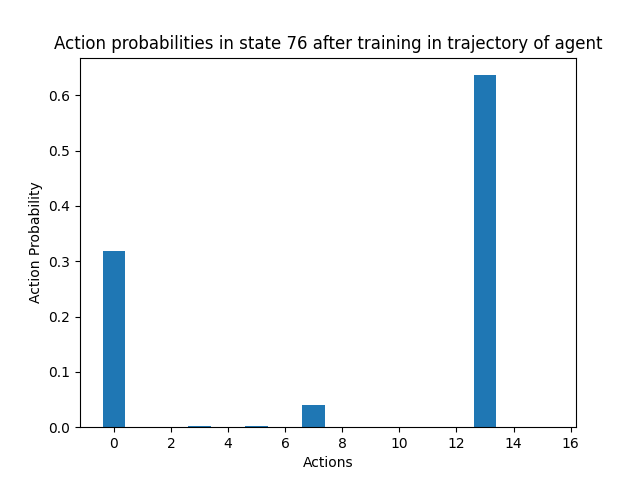 Action probabilities in state 76 after training in trajectory of agent
0.6
0.5
0.4
0.3
0.2
0.1
0.0
Action Probability
0 2 4 6 8 10 12 14 16
Actions